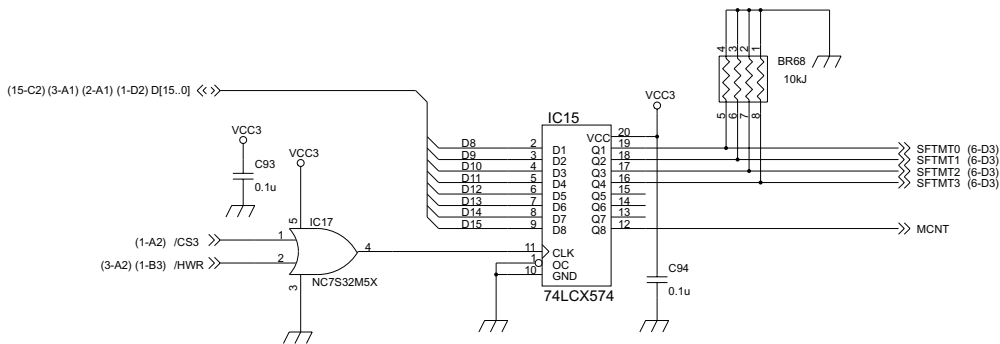 4 3 2 1
BR68
10kJ
5 6 7 8
(15-C2) (3-A1) (2-A1) (1-D2) D[15..0]
VCC3
IC15
VCC 20
D8 2 D1 Q1 19 SFTMT0 (6-D3)
D9 3 D2 Q2 18 SFTMT1 (6-D3)
D10 4 D3 Q3 17 SFTMT2 (6-D3)
D11 5 D4 Q4 16 SFTMT3 (6-D3)
D12 6 D5 Q5 15
D13 7 D6 Q6 14
D14 8 D7 Q7 13
D15 9 D8 Q8 12 MCNT
VCC3
C93
0.1u
VCC3
5
IC17
(1-A2) /CS3 1
4
11 CLK
(3-A2) (1-B3) /HWR 2
1 OC
10 GND
NC7S32M5X
3
74LCX574
C94
0.1u